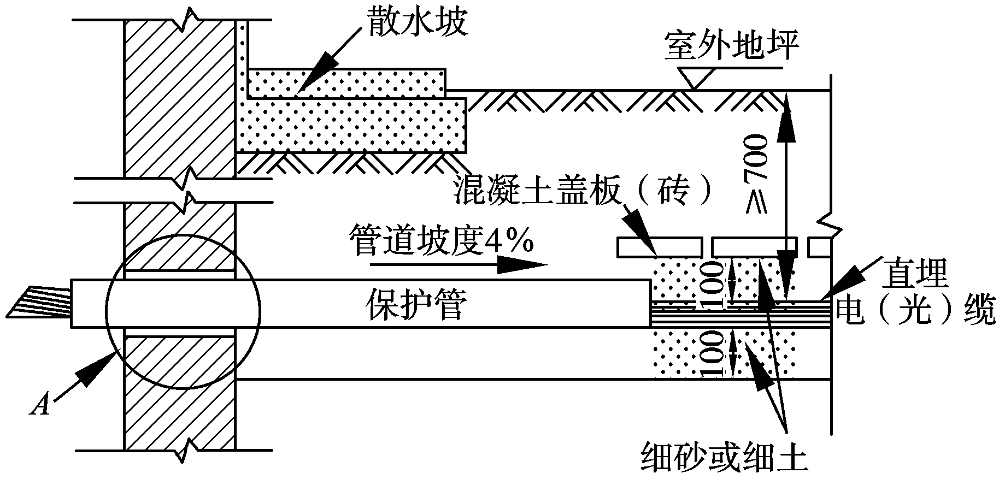 散水坡
室外地坪
≥700
混凝土盖板（砖）
管道坡度4%
100
直埋
电（光）缆
保护管
100
A
细砂或细土